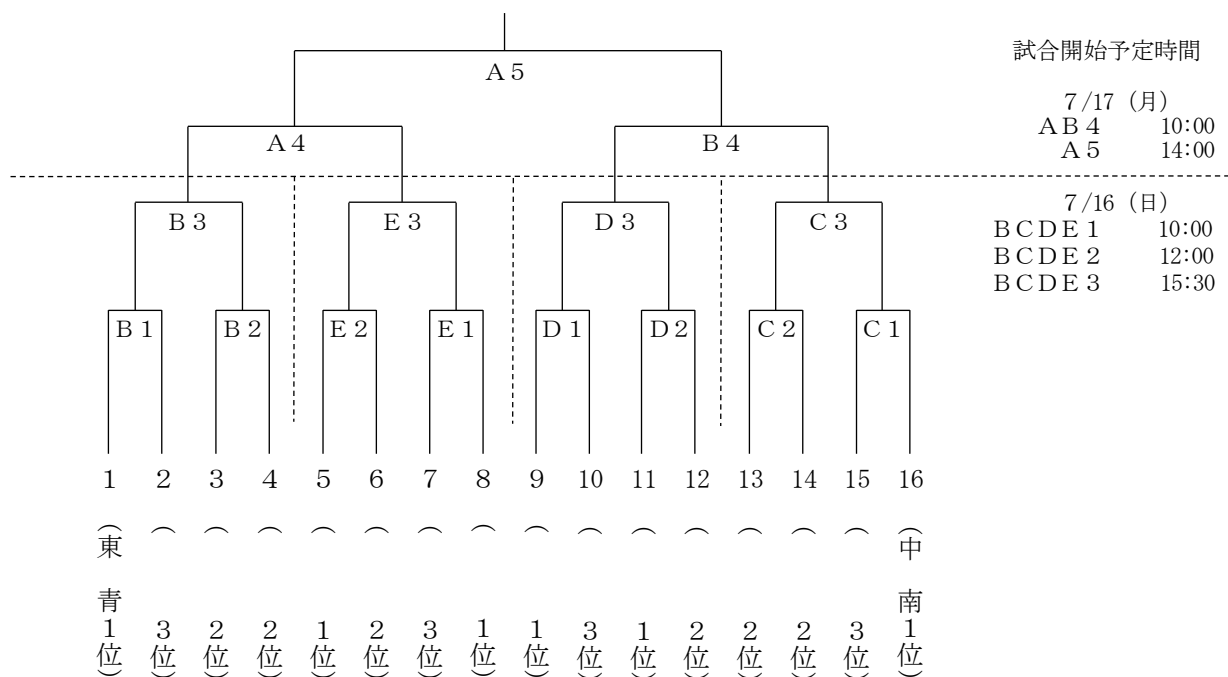 試合開始予定時間
Ａ５
7/17（月）
ＡＢ４ 10:00
Ａ５ 14:00
Ａ４ Ｂ４
7/16（日）
ＢＣＤＥ１ 10:00
ＢＣＤＥ２ 12:00
ＢＣＤＥ３ 15:30
Ｂ３ Ｅ３ Ｄ３ Ｃ３
Ｂ１ Ｂ２ Ｅ２ Ｅ１ Ｄ１ Ｄ２ Ｃ２ Ｃ１
１ ２ ３ ４ ５ ６ ７ ８ ９ 10 11 12 13 14 15 16
（東青１位）
（３位）
（２位）
（２位）
（１位）
（２位）
（３位）
（１位）
（１位）
（３位）
（１位）
（２位）
（２位）
（２位）
（３位）
（中南１位）